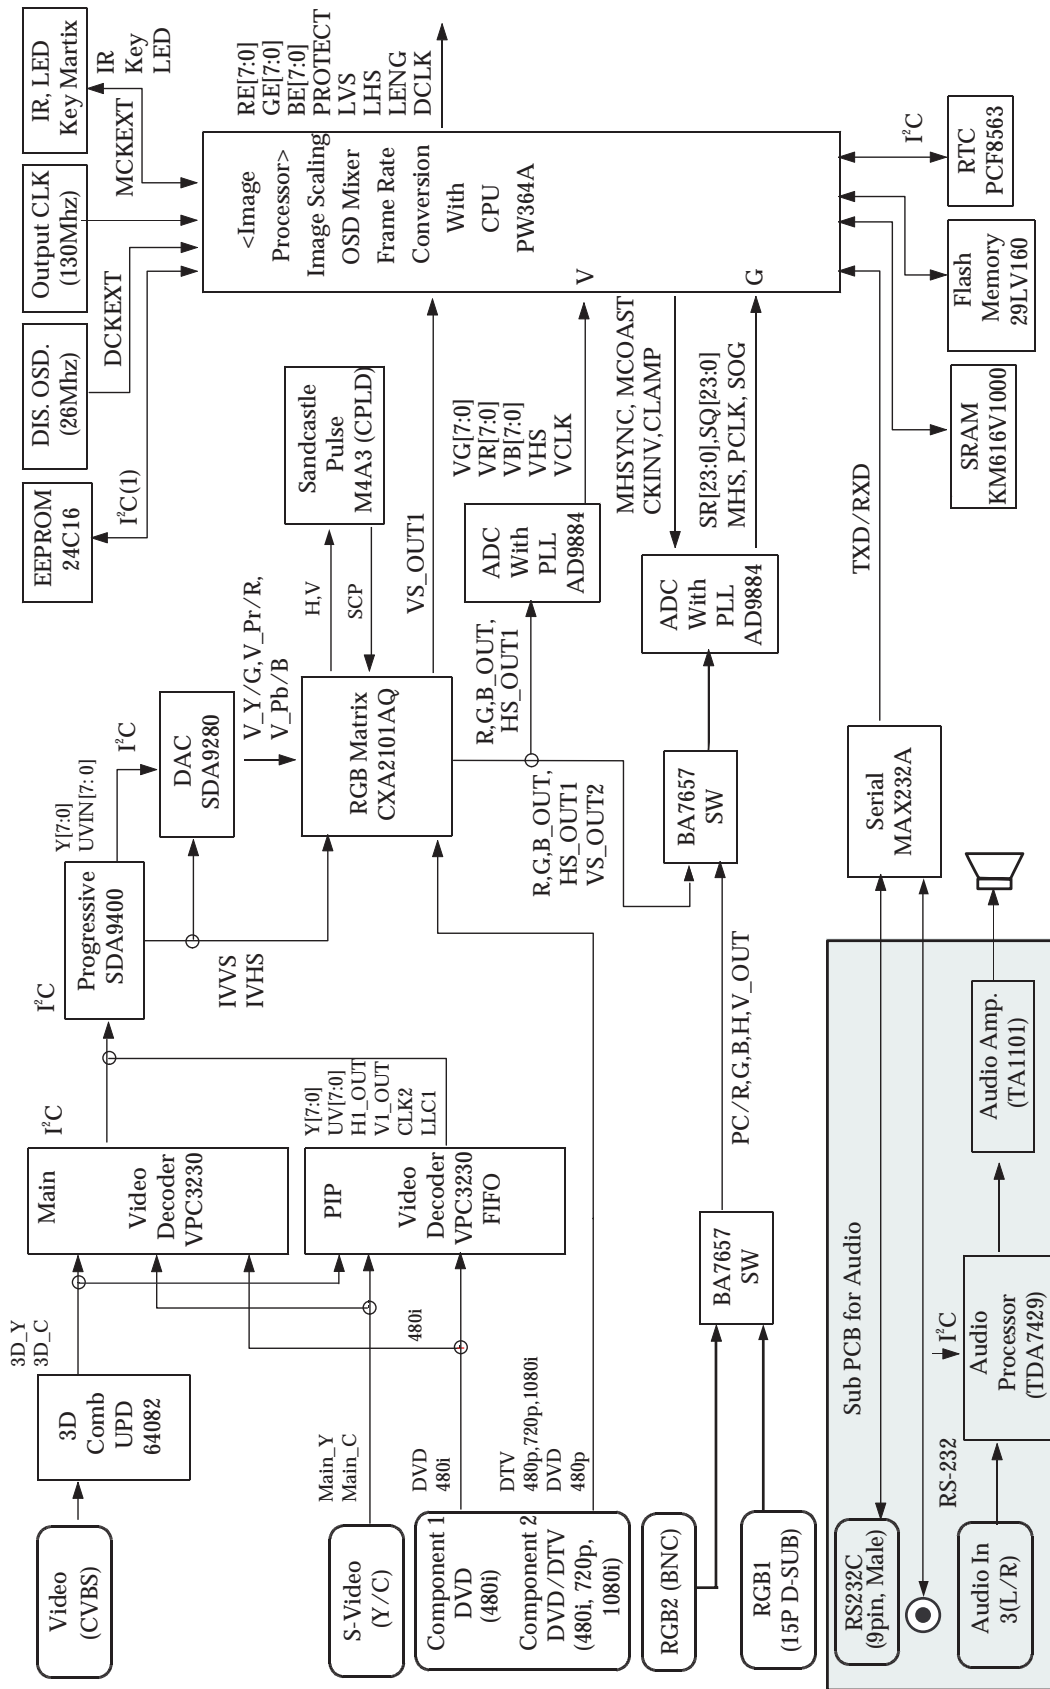 Video
(CVBS)
S-Video
(Y/C)
Component 1
DVD
(480i)
Component 2
DVD/DTV
(480i, 720p,
1080i)
RGB2 (BNC)
RGB1
(15P D-SUB)
RS232C
(9pin, Male)
Audio In
3(L/R)
3D
Comb
UPD
64082
3D_Y
3D_C
Main_Y
Main_C
DVD
480i
480i
DTV
480p,720p,1080i
DVD
480p
BA7657
SW
Sub PCB for Audio
RS-232
I²C
Audio
Processor
(TDA7429)
Audio Amp.
(TA1101)
Main
Video
Decoder
VPC3230
PIP
Video
Decoder
VPC3230
FIFO
I²C
Y[7:0]
UV[7:0]
H1_OUT
V1_OUT
CLK2
LLC1
PC/R,G,B,H,V_OUT
I²C
Progressive
SDA9400
Y[7:0]
UVIN[7: 0]
I²C
IVVS
IVHS
DAC
SDA9280
V_Y/G,V_Pr/R,
V_Pb/B
RGB Matrix
CXA2101AQ
H,V
SCP
VS_OUT1
R,G,B_OUT,
HS_OUT1
R,G,B_OUT,
HS_OUT1
VS_OUT2
BA7657
SW
Serial
MAX232A
TXD/RXD
Sandcastle
Pulse
M4A3 (CPLD)
ADC
With
PLL
AD9884
VG[7:0]
VR[7:0]
VB[7:0]
VHS
VCLK
ADC
With
PLL
AD9884
MHSYNC, MCOAST
CKINV,CLAMP
SR[23:0],SQ[23:0]
MHS, PCLK, SOG
EEPROM
24C16
I²C(1)
DIS. OSD.
(26Mhz)
DCKEXT
Output CLK
(130Mhz)
MCKEXT
IR, LED
Key Martix
IR
Key
LED
<Image
Processor>
Image Scaling
OSD Mixer
Frame Rate
Conversion
With
CPU
PW364A
V
G
RE[7:0]
GE[7:0]
BE[7:0]
PROTECT
LVS
LHS
LENG
DCLK
SRAM
KM616V1000
Flash
Memory
29LV160
RTC
PCF8563
I²C